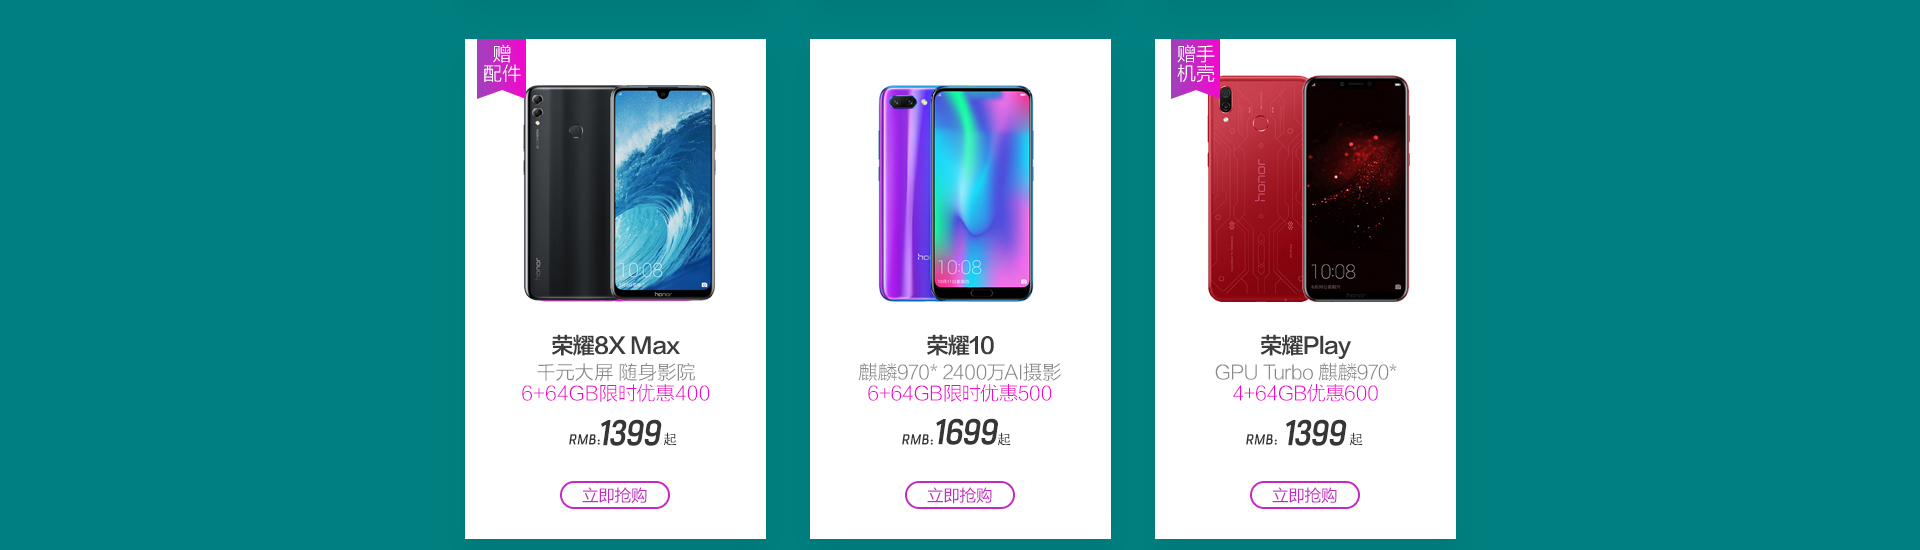 赠
配件
honor
10:08
honor
荣耀8X Max
千元大屏 随身影院
6+64GB限时优惠400
RMB:1399起
立即抢购
10:08
荣耀10
麒麟970* 2400万AI摄影
6+64GB限时优惠500
RMB:1699起
立即抢购
赠手
机壳
honor
10:08
honor
荣耀Play
GPU Turbo 麒麟970*
4+64GB优惠600
RMB: 1399起
立即抢购